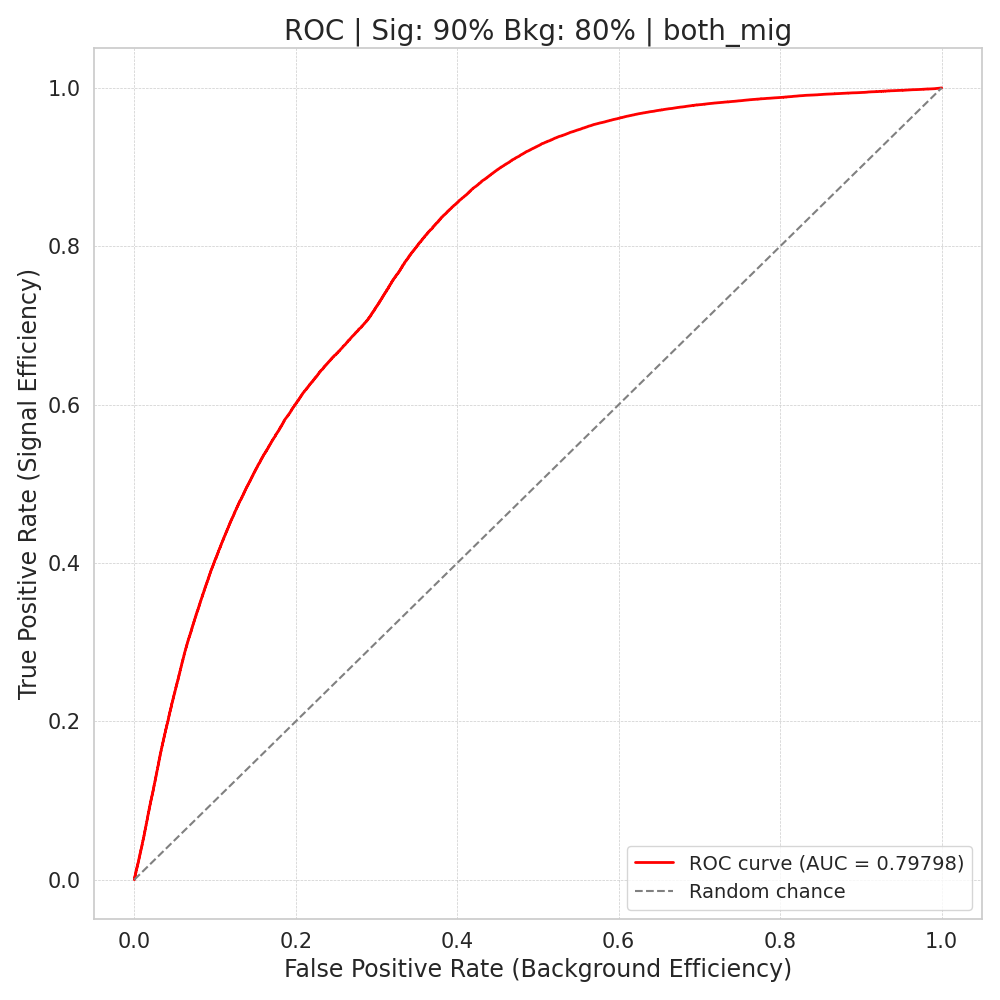 ROC | Sig: 90% Bkg: 80% | both_mig
True Positive Rate (Signal Efficiency)
1.0
0.8
0.6
0.4
0.2
0.0
ROC curve (AUC = 0.79798)
Random chance
0.0 0.2 0.4 0.6 0.8 1.0
False Positive Rate (Background Efficiency)